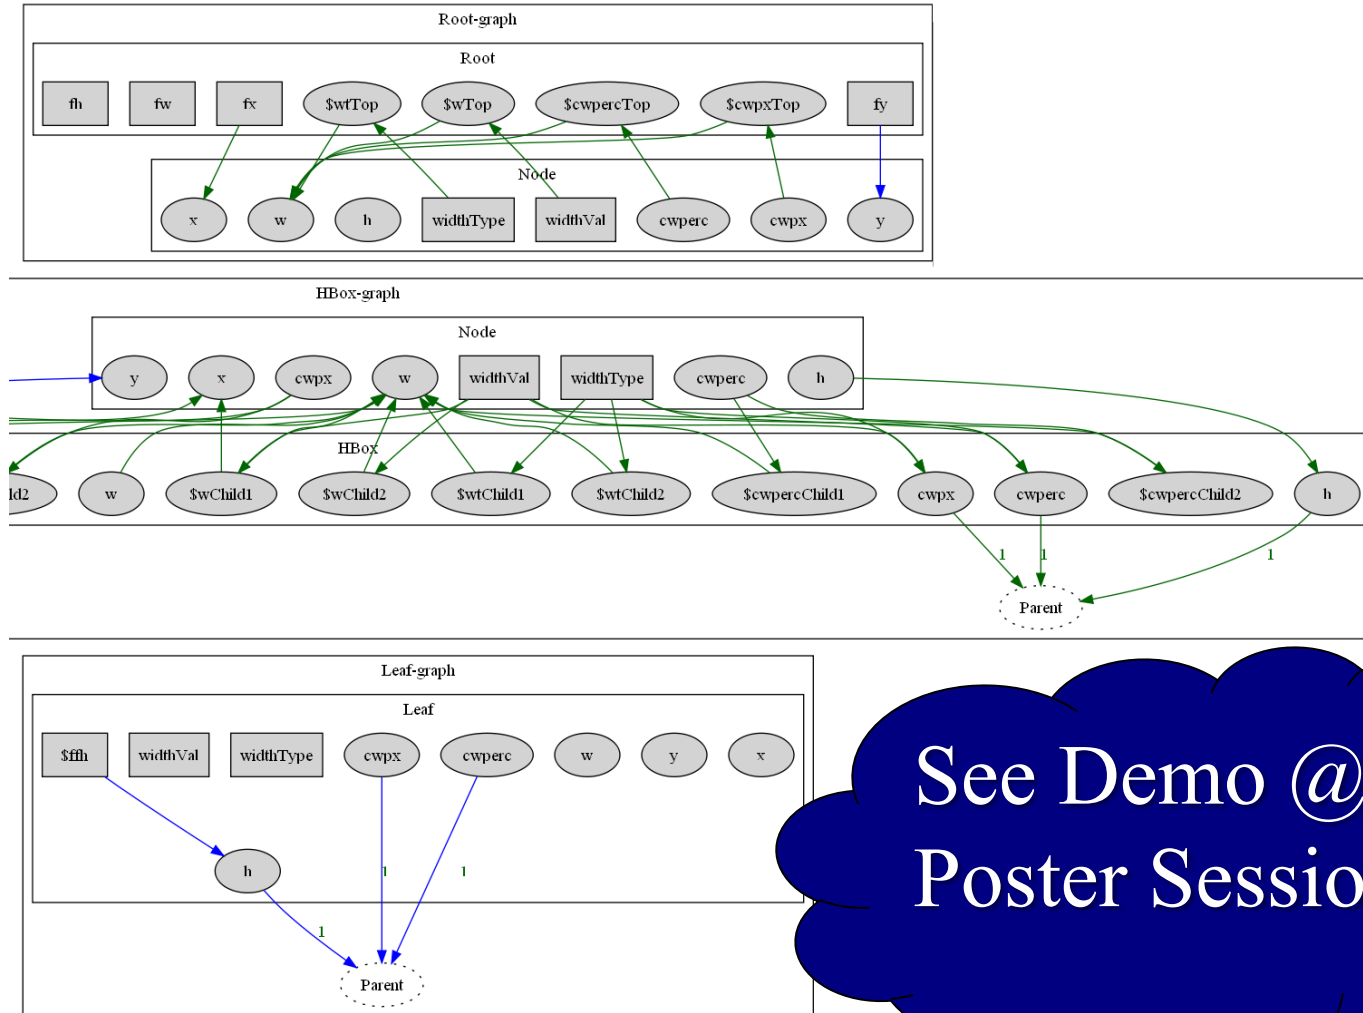 Root-graph
Root
fh fw fx $wtTop $wTop $cwpercTop $cwpxTop fy
Node
x w h widthType widthVal cwperc cwpx y
HBox-graph
Node
y x cwpx w widthVal widthType cwperc h
HBox
ld2 w $wChild1 $wChild2 $wtChild1 $wtChild2 $cwpercChild1 cwpx cwperc $cwpercChild2 h
1 1 1
Parent
Leaf-graph
Leaf
$ffh widthVal widthType cwpx cwperc w y x
h 1 1
1
Parent
See Demo @
Poster Sessio